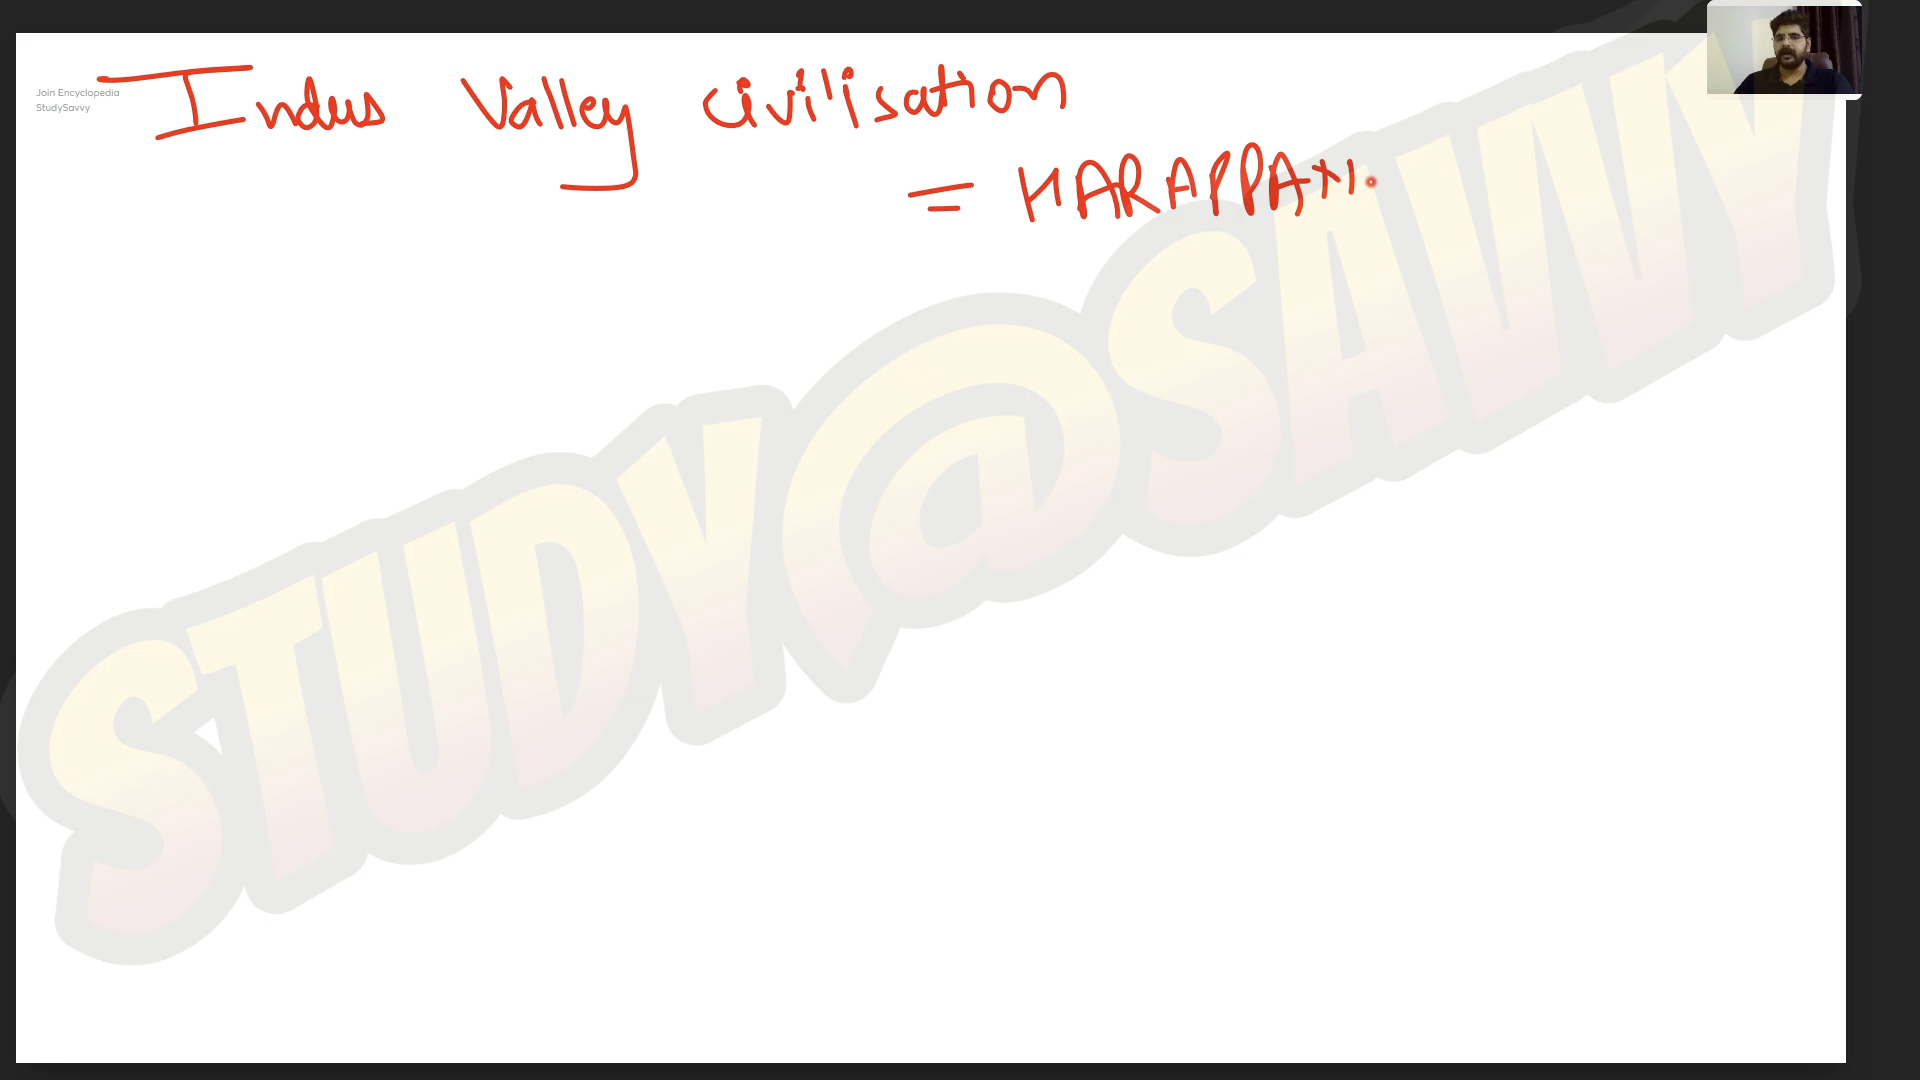 Join Encyclopedia
StudySavvy
Indus Valley civilisation
= HARAPPAN
STUDY@SAVVY